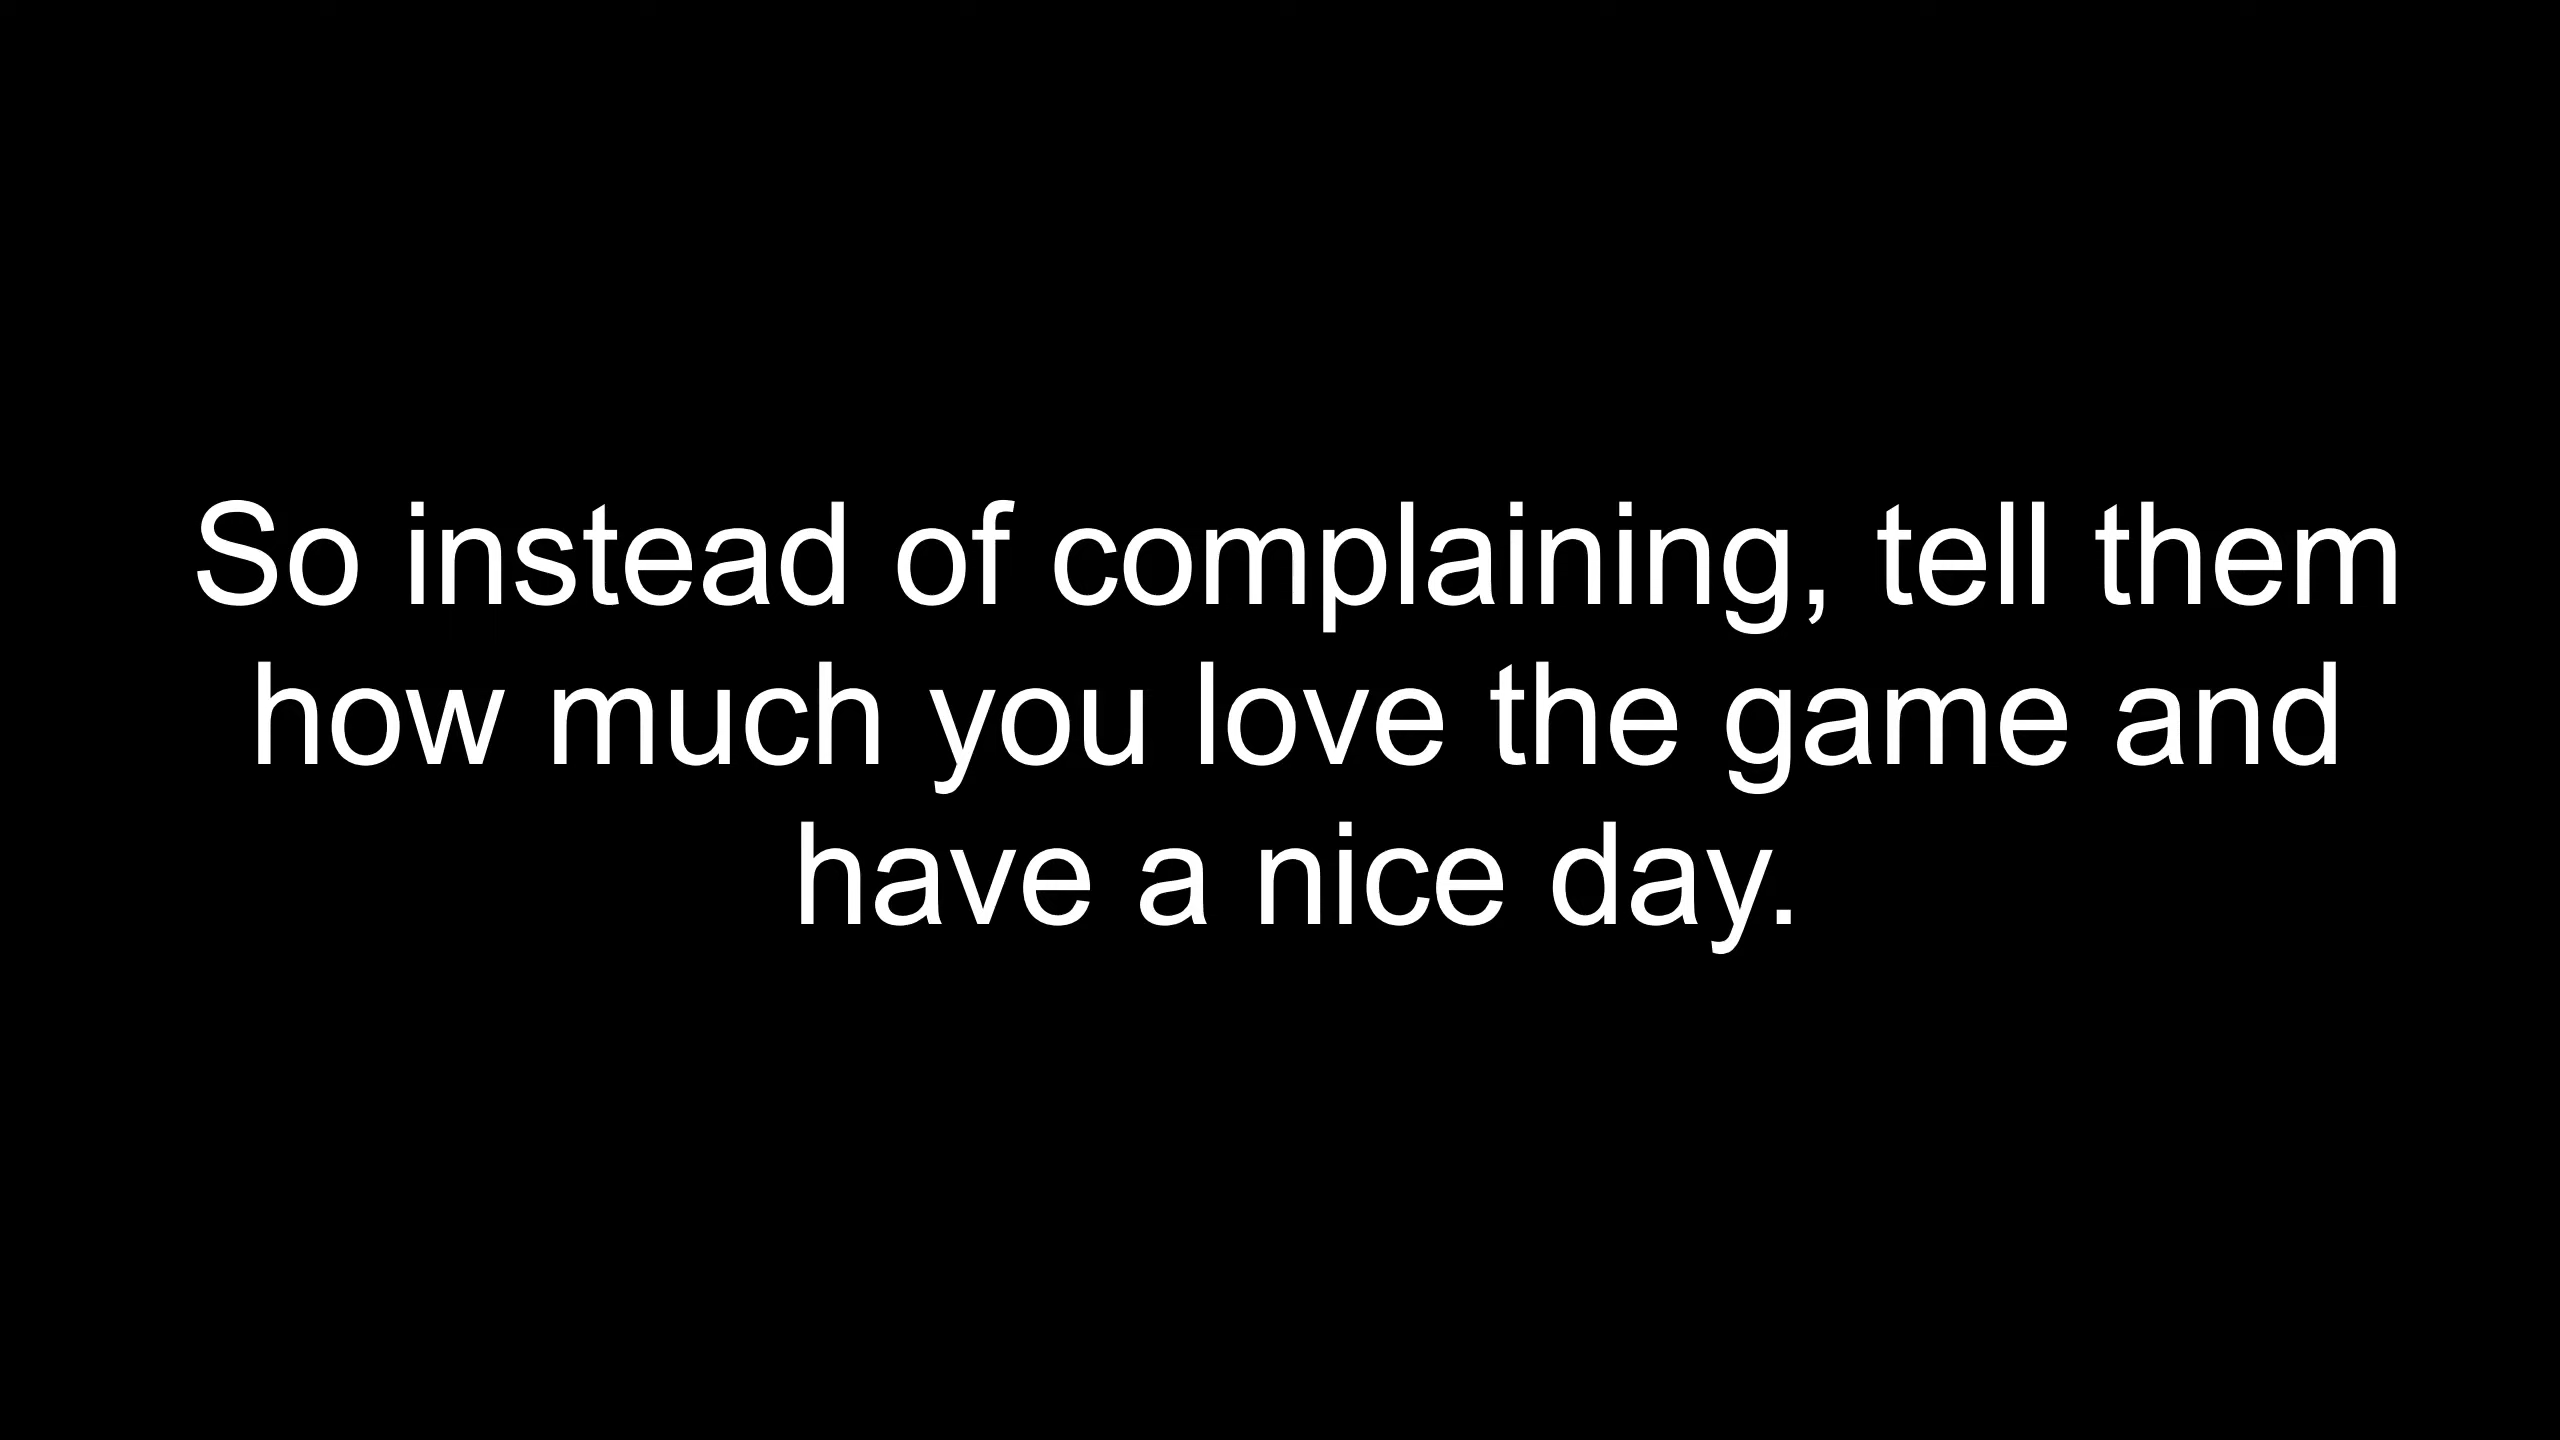 So instead of complaining, tell them
how much you love the game and
have a nice day.